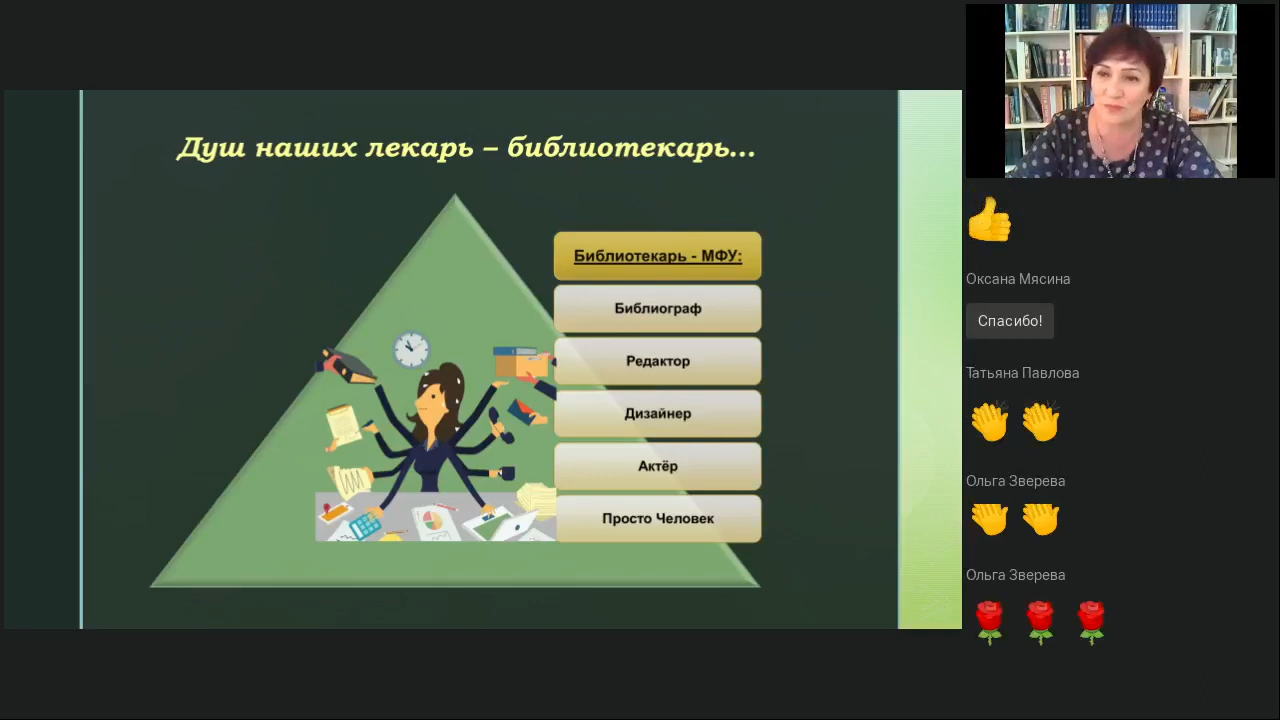 Душ наших лекарь – библиотекарь...
Библиотекарь - МФУ:
Библиограф
Редактор
Дизайнер
Актёр
Просто Человек
Оксана Мясина
Спасибо!
Татьяна Павлова
Ольга Зверева
Ольга Зверева